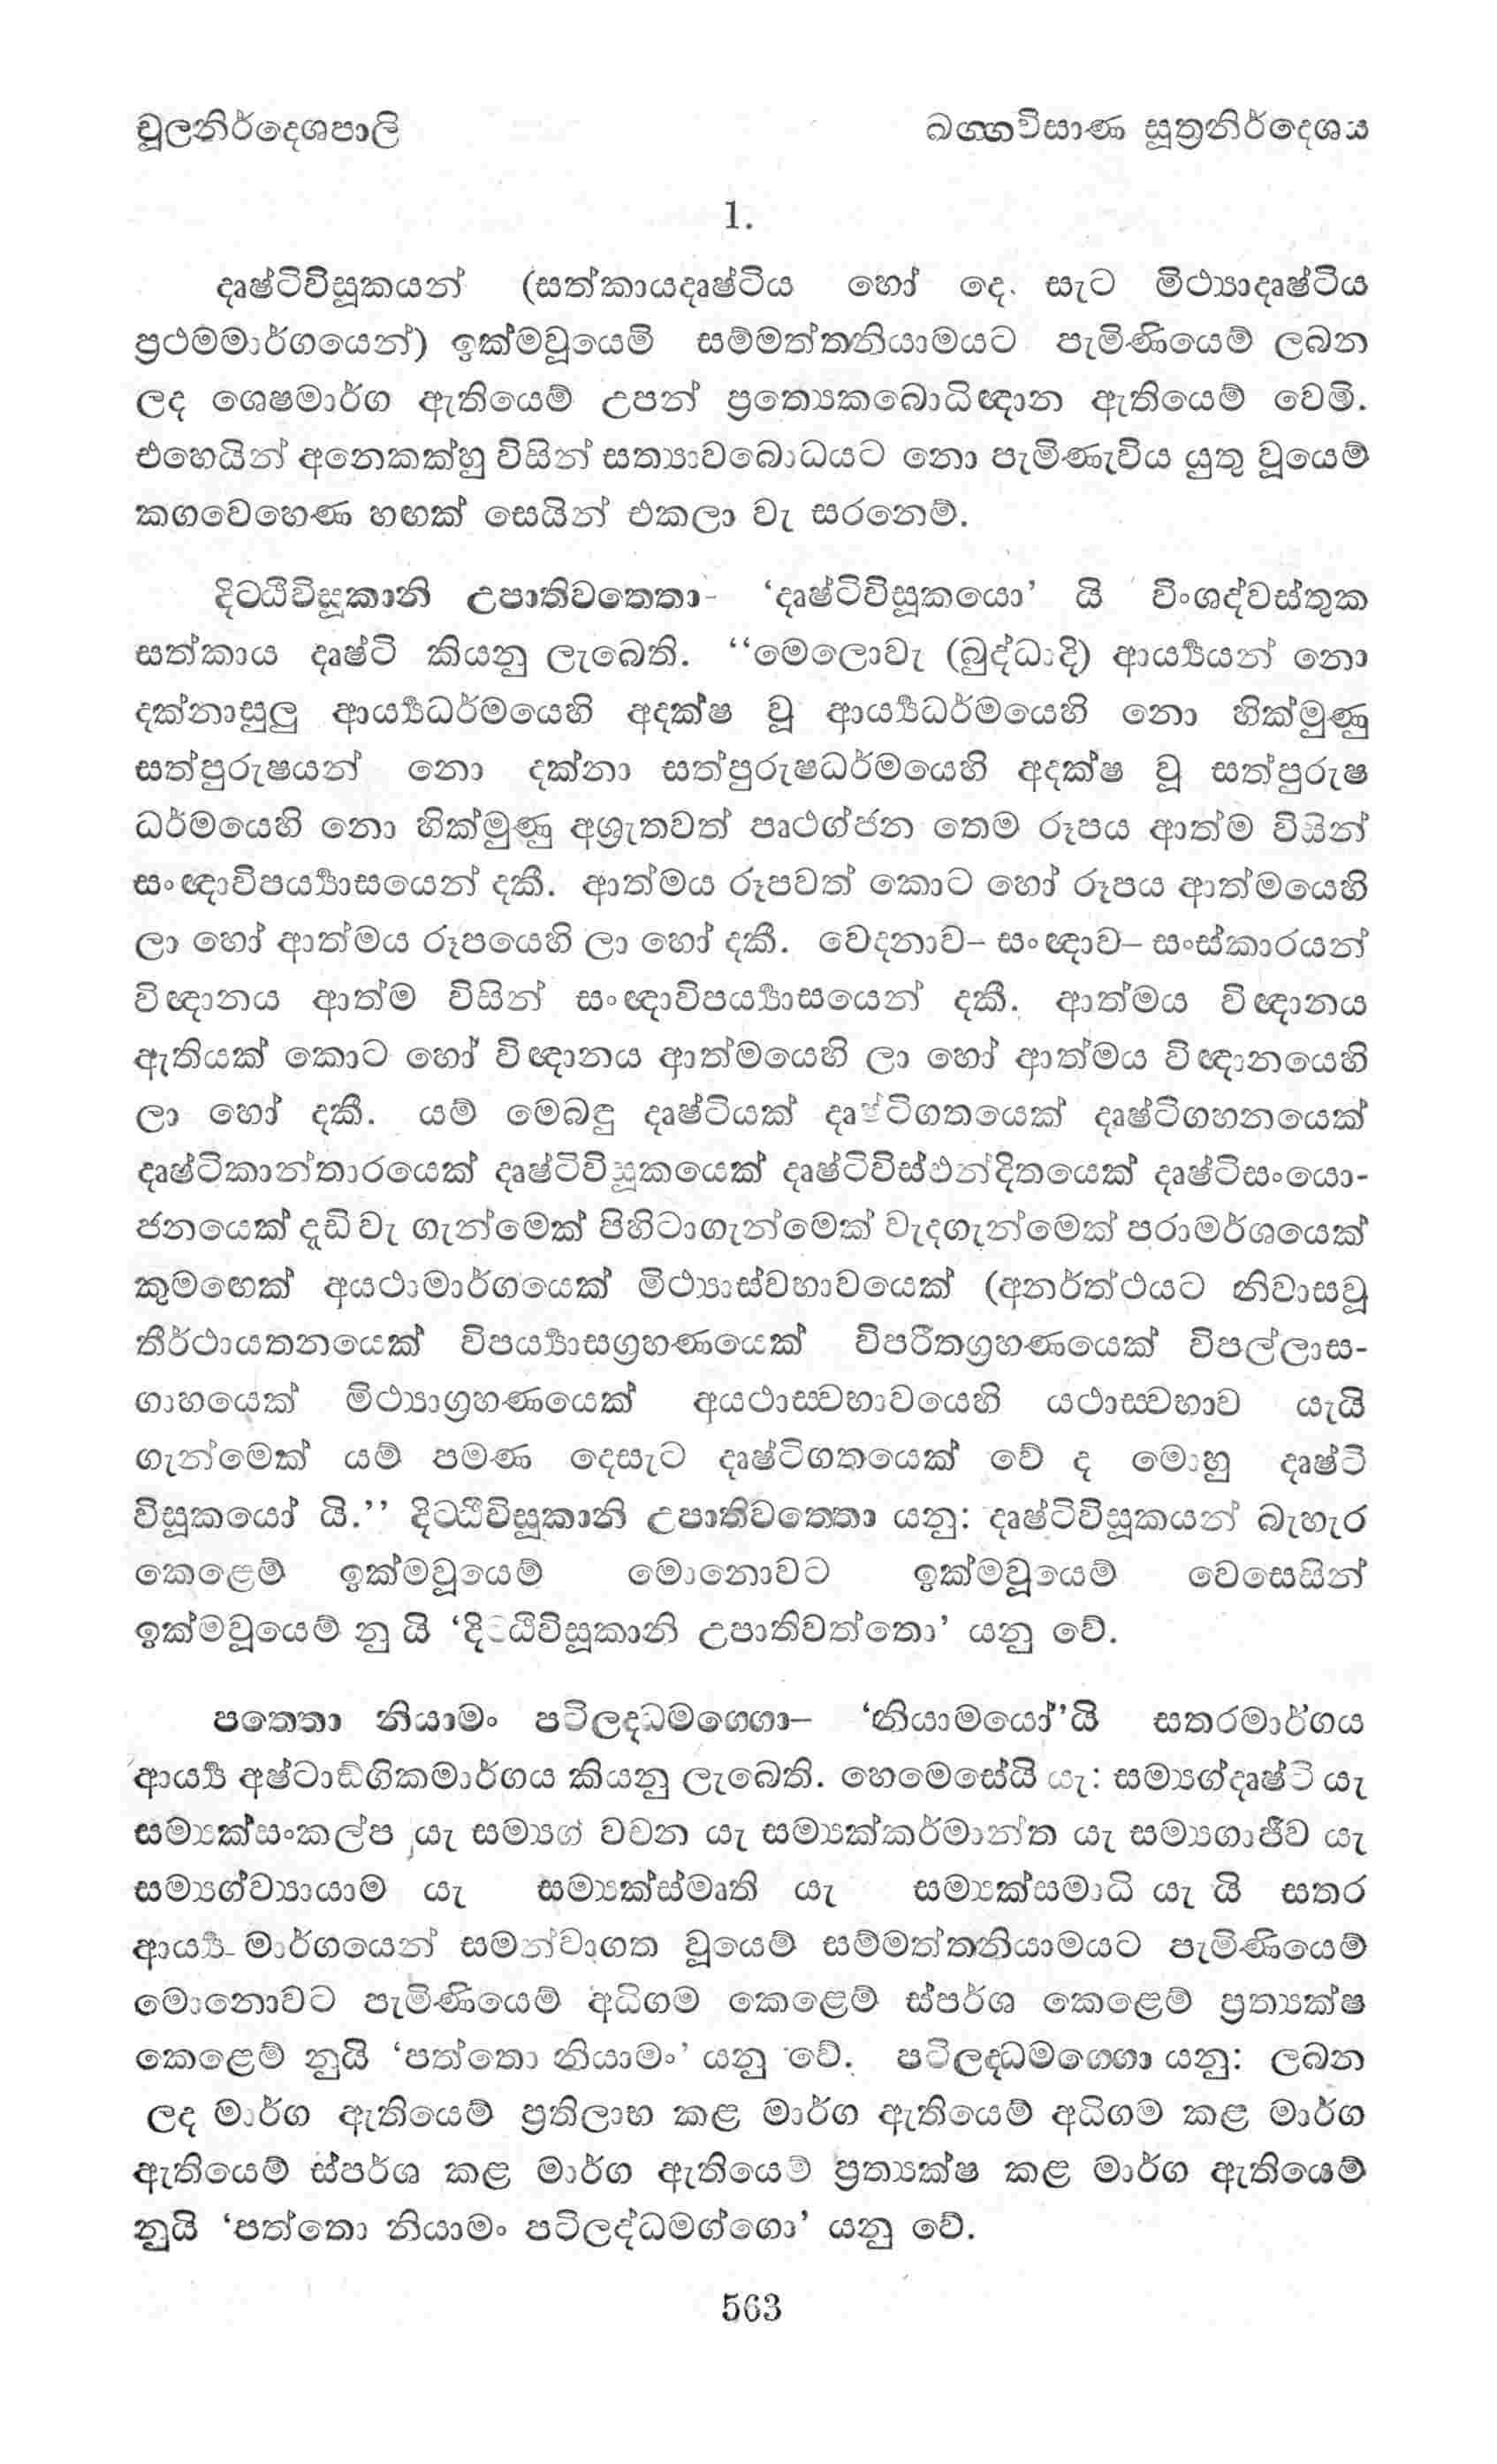 චූලනිර්දෙශපාලි
ඛග්ගවිසාණ සූත්‍රනිර්දෙශය
1.
දෘෂ්ටිවිසූකයන් (සත්කායදෘෂ්ටිය හෝ දෙ සැට මිථ්‍යාදෘෂ්ටිය
ප්‍රථමමාර්ගයෙන්) ඉක්මවූයෙමි සම්මත්තනියාමයට පැමිණියෙම් ලබන
ලද ශෙෂමාර්ග ඇතියෙම් උපන් ප්‍රත්‍යෙකබොධිඥාන ඇතියෙම් වෙමි.
එහෙයින් අනෙකක්හු විසින් සත්‍යාවබොධයට නො පැමිණැවිය යුතු වූයෙම්
කගවෙහෙණ හඟක් සෙයින් එකලා වැ සරනෙම්.
දිට්ඨිවිසූකානි උපාතිවත්තො- ‘දෘෂ්ටිවිසූකයො’ යි විංශද්වස්තුක
සත්කාය දෘෂ්ටි කියනු ලැබෙති. “මෙලොවැ (බුද්ධාදි) ආර්‍ය්‍යයන් නො
දක්නාසුලු ආර්‍ය්‍යධර්මයෙහි අදක්ෂ වූ ආර්‍ය්‍යධර්මයෙහි නො හික්මුණු
සත්පුරුෂයන් නො දක්නා සත්පුරුෂධර්මයෙහි අදක්ෂ වූ සත්පුරුෂ
ධර්මයෙහි නො හික්මුණු අශ්‍රුතවත් පෘථග්ජන තෙම රූපය ආත්ම විසින්
සංඥාවිපර්‍ය්‍යාසයෙන් දකී. ආත්මය රූපවත් කොට හෝ රූපය ආත්මයෙහි
ලා හෝ ආත්මය රූපයෙහි ලා හෝ දකී. වෙදනාව– සංඥාව– සංස්කාරයන්
විඥානය ආත්ම විසින් සංඥාවිපර්‍ය්‍යාසයෙන් දකී. ආත්මය විඥානය
ඇතියක් කොට හෝ විඥානය ආත්මයෙහි ලා හෝ ආත්මය විඥානයෙහි
ලා හෝ දකී. යම් මෙබඳු දෘෂ්ටියක් දෘෂ්ටිගතයෙක් දෘෂ්ටිගහනයෙක්
දෘෂ්ටිකාන්තාරයෙක් දෘෂ්ටිවිසූකයෙක් දෘෂ්ටිවිස්ඵන්දිතයෙක් දෘෂ්ටිසංයො-
ජනයෙක් දැඩි වැ ගැන්මෙක් පිහිටාගැන්මෙක් වැදගැන්මෙක් පරාමර්ශයෙක්
කුමඟෙක් අයථාමාර්ගයෙක් මිථ්‍යාස්වභාවයෙක් (අනර්ත්ථයට නිවාසවූ
තීර්ථායතනයෙක් විපර්‍ය්‍යාසග්‍රහණයෙක් විපරීතග්‍රහණයෙක් විපල්ලාස-
ගාහයෙක් මිථ්‍යාග්‍රහණයෙක් අයථාස්වභාවයෙහි යථාස්වභාව යැයි
ගැන්මෙක් යම් පමණ දෙසැට දෘෂ්ටිගතයෙක් වේ ද මොහු දෘෂ්ටි
විසූකයෝ යි.” දිට්ඨිවිසූකානි උපාතිවත්තො යනු: දෘෂ්ටිවිසූකයන් බැහැර
කෙළෙම් ඉක්මවූයෙම් මොනොවට ඉක්මවූයෙම් වෙසෙසින්
ඉක්මවූයෙම් නු යි ‘දිට්ඨිවිසූකානි උපාතිවත්තො’ යනු වේ.
පත්තො නියාමං පටිලද්ධමග්ගො– ‘නියාමයෝ’යි සතරමාර්ගය
ආර්‍ය්‍ය අෂ්ටාඬ්ගිකමාර්ගය කියනු ලැබෙති. හෙමෙසේයි යැ: සම්‍යග්දෘෂ්ටි යැ
සම්‍යක්සංකල්ප යැ සම්‍යග් වචන යැ සම්‍යක්කර්මාන්ත යැ සම්‍යගාජීව යැ
සම්‍යග්ව්‍යායාම යැ සම්‍යක්ස්මෘති යැ සම්‍යක්සමාධි යැ යි සතර
ආර්‍ය්‍ය මාර්ගයෙන් සමන්වාගත වූයෙම් සම්මත්තනියාමයට පැමිණියෙම්
මොනොවට පැමිණියෙම් අධිගම කෙළෙම් ස්පර්ශ කෙළෙම් ප්‍රත්‍යක්ෂ
කෙළෙම් නුයි ‘පත්තො නියාමං’ යනු වේ. පටිලද්ධමග්ගො යනු: ලබන
ලද මාර්ග ඇතියෙම් ප්‍රතිලාභ කළ මාර්ග ඇතියෙම් අධිගම කළ මාර්ග
ඇතියෙම් ස්පර්ශ කළ මාර්ග ඇතියෙම් ප්‍රත්‍යක්ෂ කළ මාර්ග ඇතියෙම්
නුයි ‘පත්තො නියාමං පටිලද්ධමග්ගො’ යනු වේ.
563